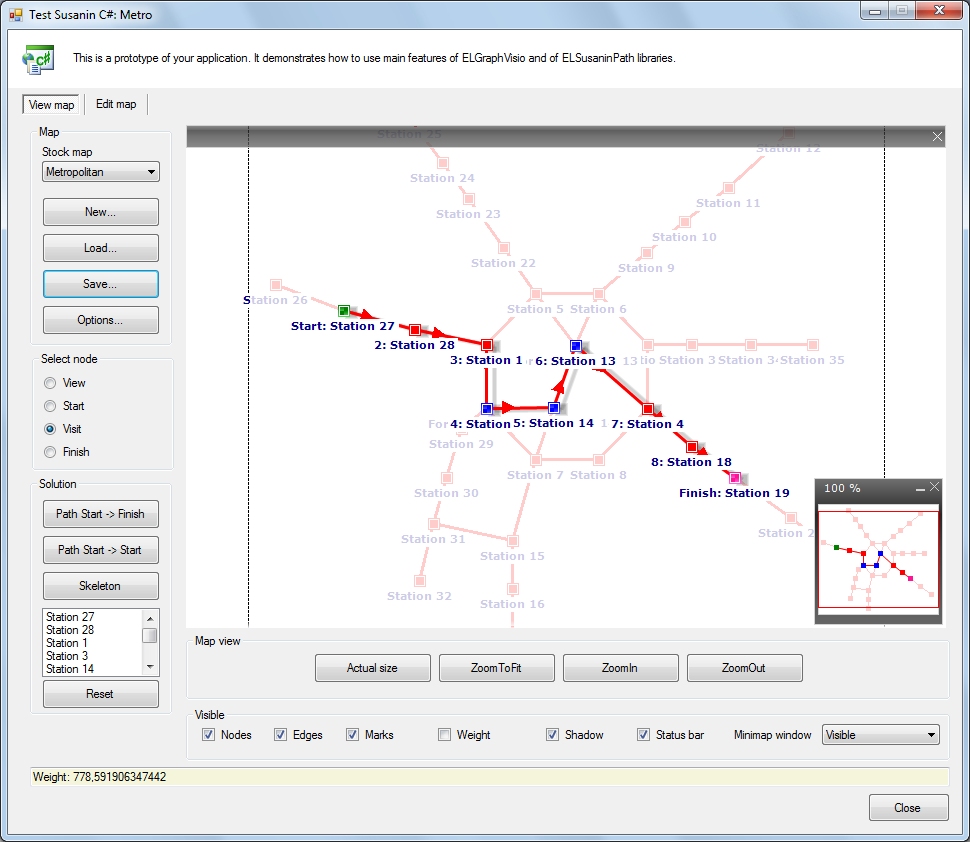 Test Susanin C#: Metro
This is a prototype of your application. It demonstrates how to use main features of ELGraphVisio and of ELSusaninPath libraries.
View map
Edit map
Map
Stock map
Metropolitan
New...
Load...
Save...
Options...
Select node
View
Start
Visit
Finish
Solution
Path Start -> Finish
Path Start -> Start
Skeleton
Station 27
Station 28
Station 1
Station 3
Station 14
Reset
Station 25
Station 12
Station 24
Station 11
Station 23
Station 10
Station 22
Station 9
Station 26
Station 5
Station 6
Start: Station 27
2: Station 28
3: Station 1
6: Station 13
Station 3
Station 35
4: Station
5: Station 14
7: Station 4
Station 29
8: Station 18
Station 7
Station 8
Station 30
Finish: Station 19
Station 31
Station 2
Station 15
Station 32
Station 16
100 %
Map view
Actual size
ZoomToFit
ZoomIn
ZoomOut
Visible
Nodes
Edges
Marks
Weight
Shadow
Status bar
Minimap window
Visible
Weight: 778,591906347442
Close